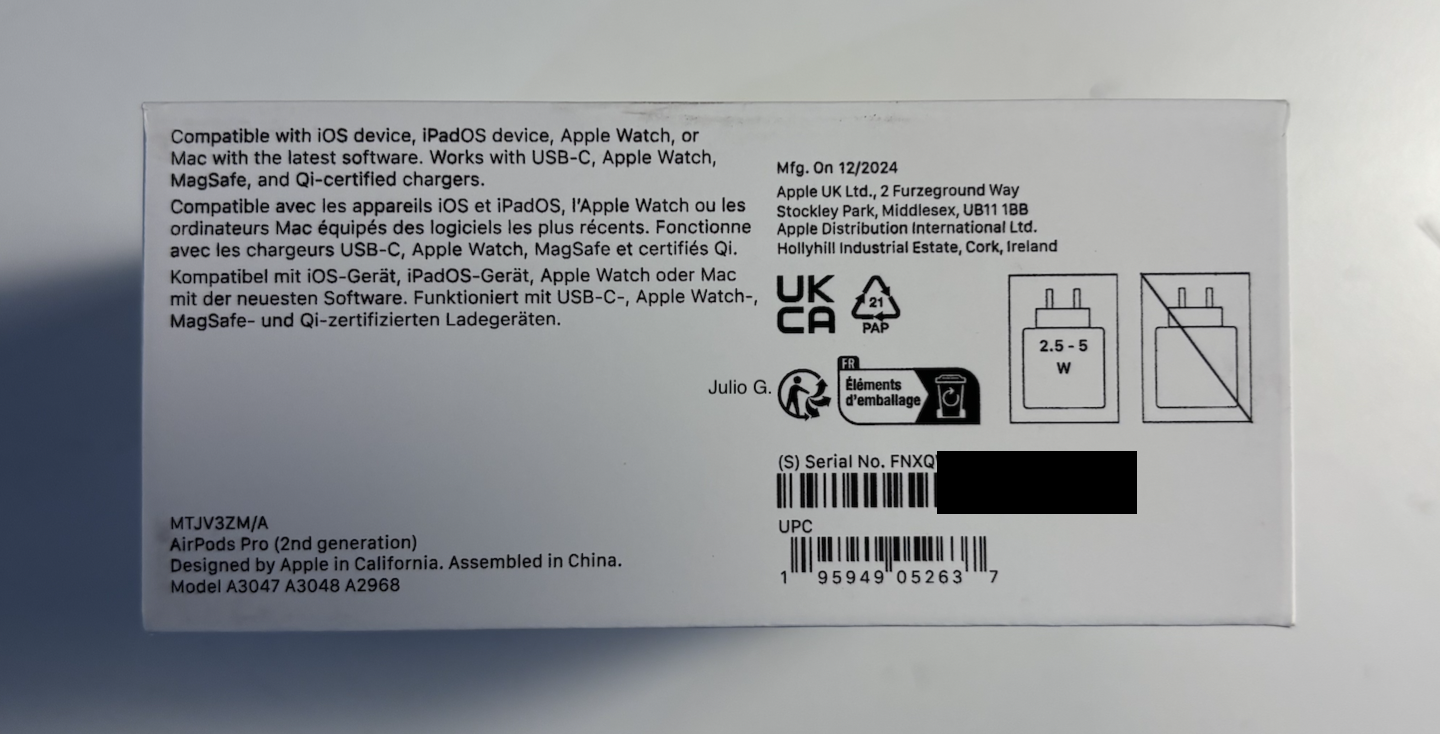 Compatible with iOS device, iPadOS device, Apple Watch, or
Mac with the latest software. Works with USB-C, Apple Watch,
MagSafe, and Qi-certified chargers.
Compatible avec les appareils iOS et iPadOS, l'Apple Watch ou les
ordinateurs Mac équipés des logiciels les plus récents. Fonctionne
avec les chargeurs USB-C, Apple Watch, MagSafe et certifiés Qi.
Kompatibel mit iOS-Gerät, iPadOS-Gerät, Apple Watch oder Mac
mit der neuesten Software. Funktioniert mit USB-C-, Apple Watch-,
MagSafe- und Qi-zertifizierten Ladegeräten.
MTJV3ZM/A
AirPods Pro (2nd generation)
Designed by Apple in California. Assembled in China.
Model A3047 A3048 A2968
Mfg. On 12/2024
Apple UK Ltd., 2 Furzeground Way
Stockley Park, Middlesex, UB11 1BB
Apple Distribution International Ltd.
Hollyhill Industrial Estate, Cork, Ireland
UK
CA
21
PAP
2.5 - 5
W
Julio G.
FR
Éléments
d'emballage
(S) Serial No. FNXQ
UPC
1 95949 05263 7